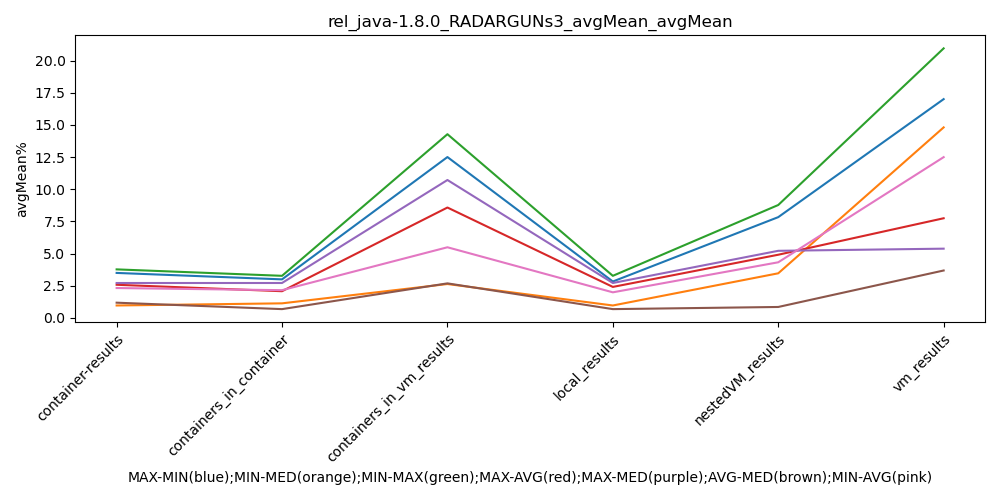 rel_java-1.8.0_RADARGUNs3_avgMean_avgMean
avgMean%
20.0
17.5
15.0
12.5
10.0
7.5
5.0
2.5
0.0
container-results
containers_in_container
containers_in_vm_results
local_results
nestedVM_results
vm_results
MAX-MIN(blue);MIN-MED(orange);MIN-MAX(green);MAX-AVG(red);MAX-MED(purple);AVG-MED(brown);MIN-AVG(pink)